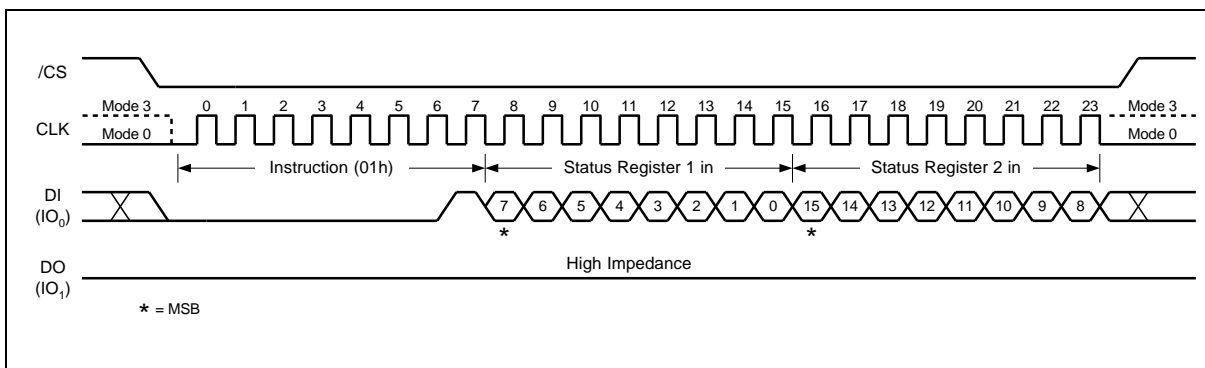 /CS
Mode 3 0 1 2 3 4 5 6 7 8 9 10 11 12 13 14 15 16 17 18 19 20 21 22 23 Mode 3
CLK
Mode 0 Mode 0
Instruction (01h) Status Register 1 in Status Register 2 in
DI
(IO0) 7 6 5 4 3 2 1 0 15 14 13 12 11 10 9 8
* *
High Impedance
DO
(IO1)
* = MSB